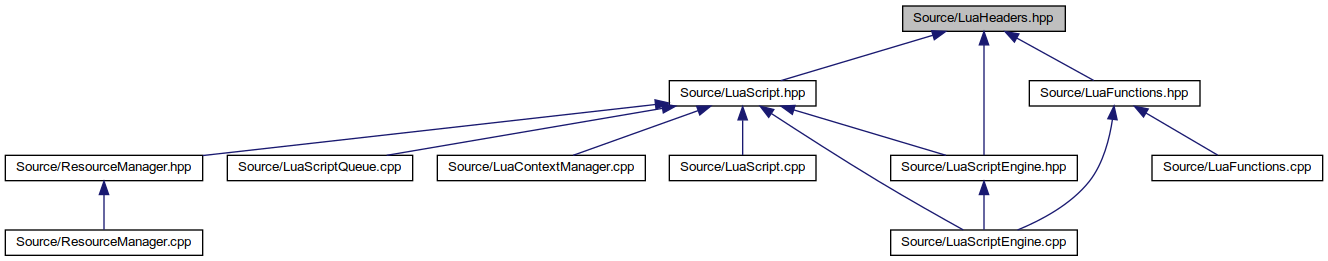 Source/LuaHeaders.hpp
Source/LuaScript.hpp
Source/LuaFunctions.hpp
Source/ResourceManager.hpp
Source/LuaScriptQueue.cpp
Source/LuaContextManager.cpp
Source/LuaScript.cpp
Source/LuaScriptEngine.hpp
Source/LuaFunctions.cpp
Source/ResourceManager.cpp
Source/LuaScriptEngine.cpp